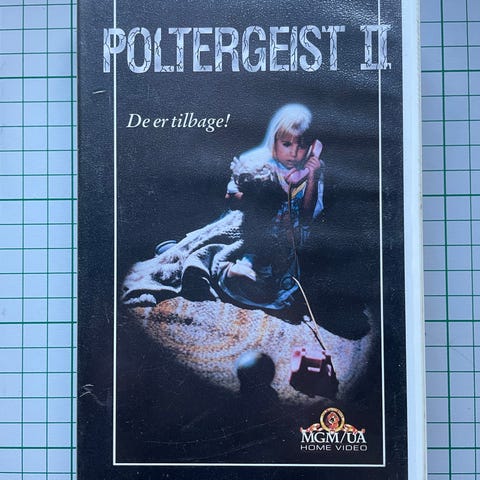 POLTERGEIST II
De er tilbage!
MGM/UA
HOME VIDEO